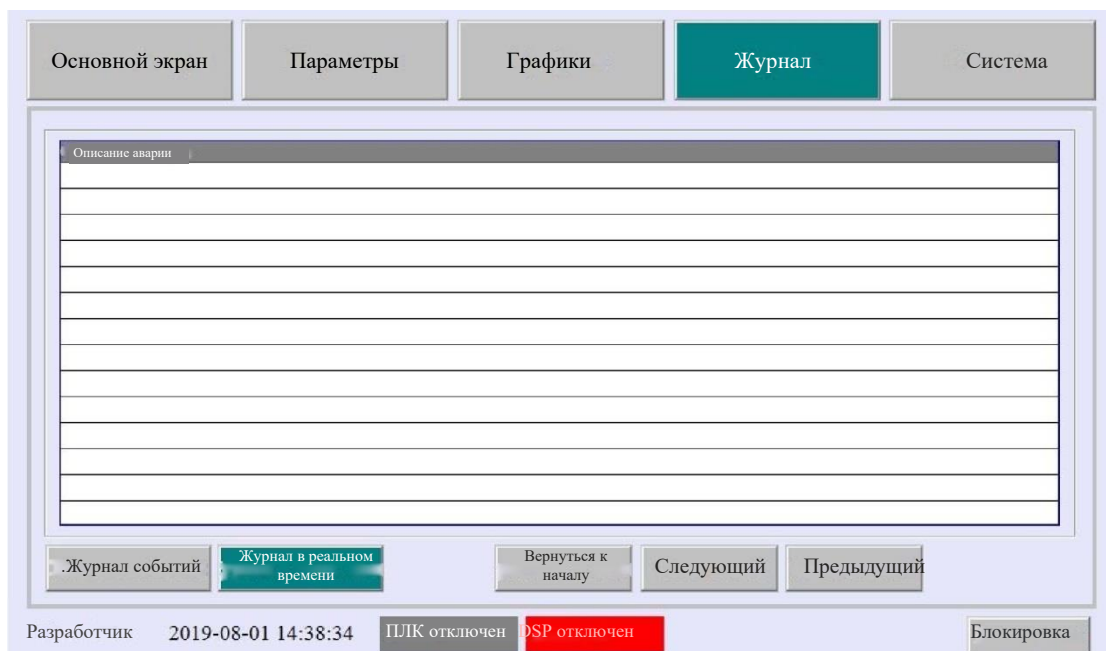 Основной экран
Параметры
Графики
Журнал
Система
Описание аварии
.Журнал событий
Журнал в реальном
времени
Вернуться к
началу
Следующий
Предыдущий
Разработчик
2019-08-01 14:38:34
ПЛК отключен
DSP отключен
Блокировка